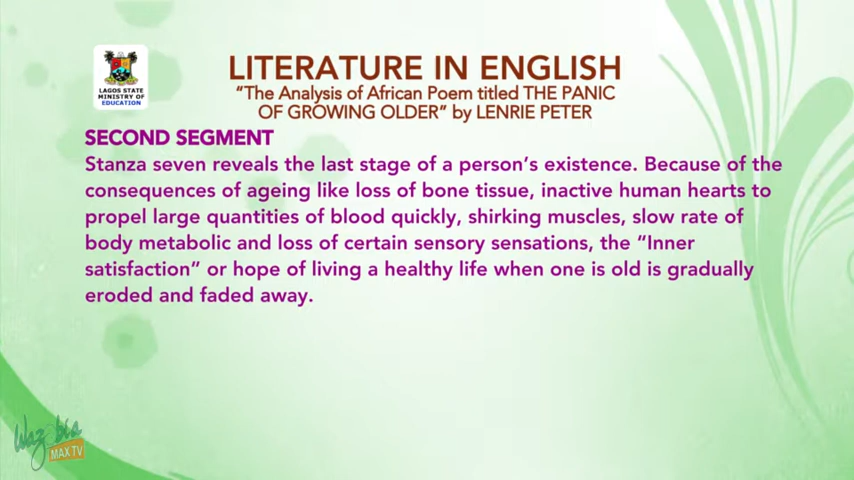 LAGOS STATE
MINISTRY OF
EDUCATION
LITERATURE IN ENGLISH
“The Analysis of African Poem titled THE PANIC
OF GROWING OLDER” by LENRIE PETER
SECOND SEGMENT
Stanza seven reveals the last stage of a person’s existence. Because of the
consequences of ageing like loss of bone tissue, inactive human hearts to
propel large quantities of blood quickly, shirking muscles, slow rate of
body metabolic and loss of certain sensory sensations, the “Inner
satisfaction” or hope of living a healthy life when one is old is gradually
eroded and faded away.
Wazobia
MAX TV